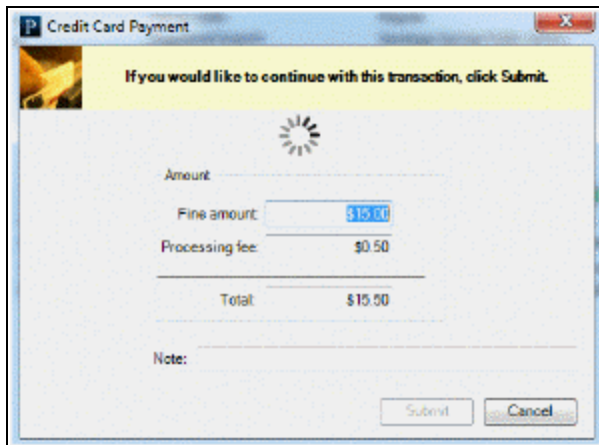 P Credit Card Payment
X
If you would like to continue with this transaction, click Submit.
Amount
Fine amount: $15.00
Processing fee: $0.50
Total: $15.50
Note:
Submit Cancel